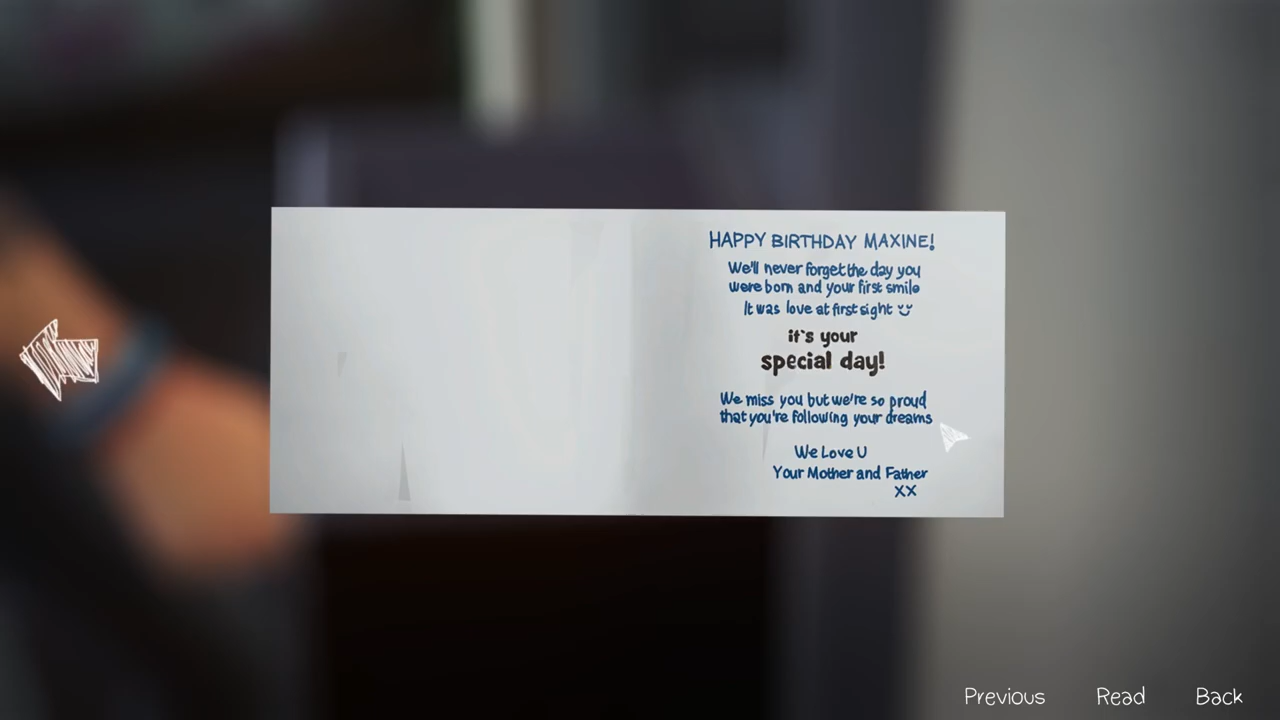 HAPPY BIRTHDAY MAXINE!
We'll never forget the day you
were born and your first smile
It was love at first sight
it's your
special day!
We miss you but we're so proud
that you're following your dreams
We Love U
Your Mother and Father
XX
Previous Read Back